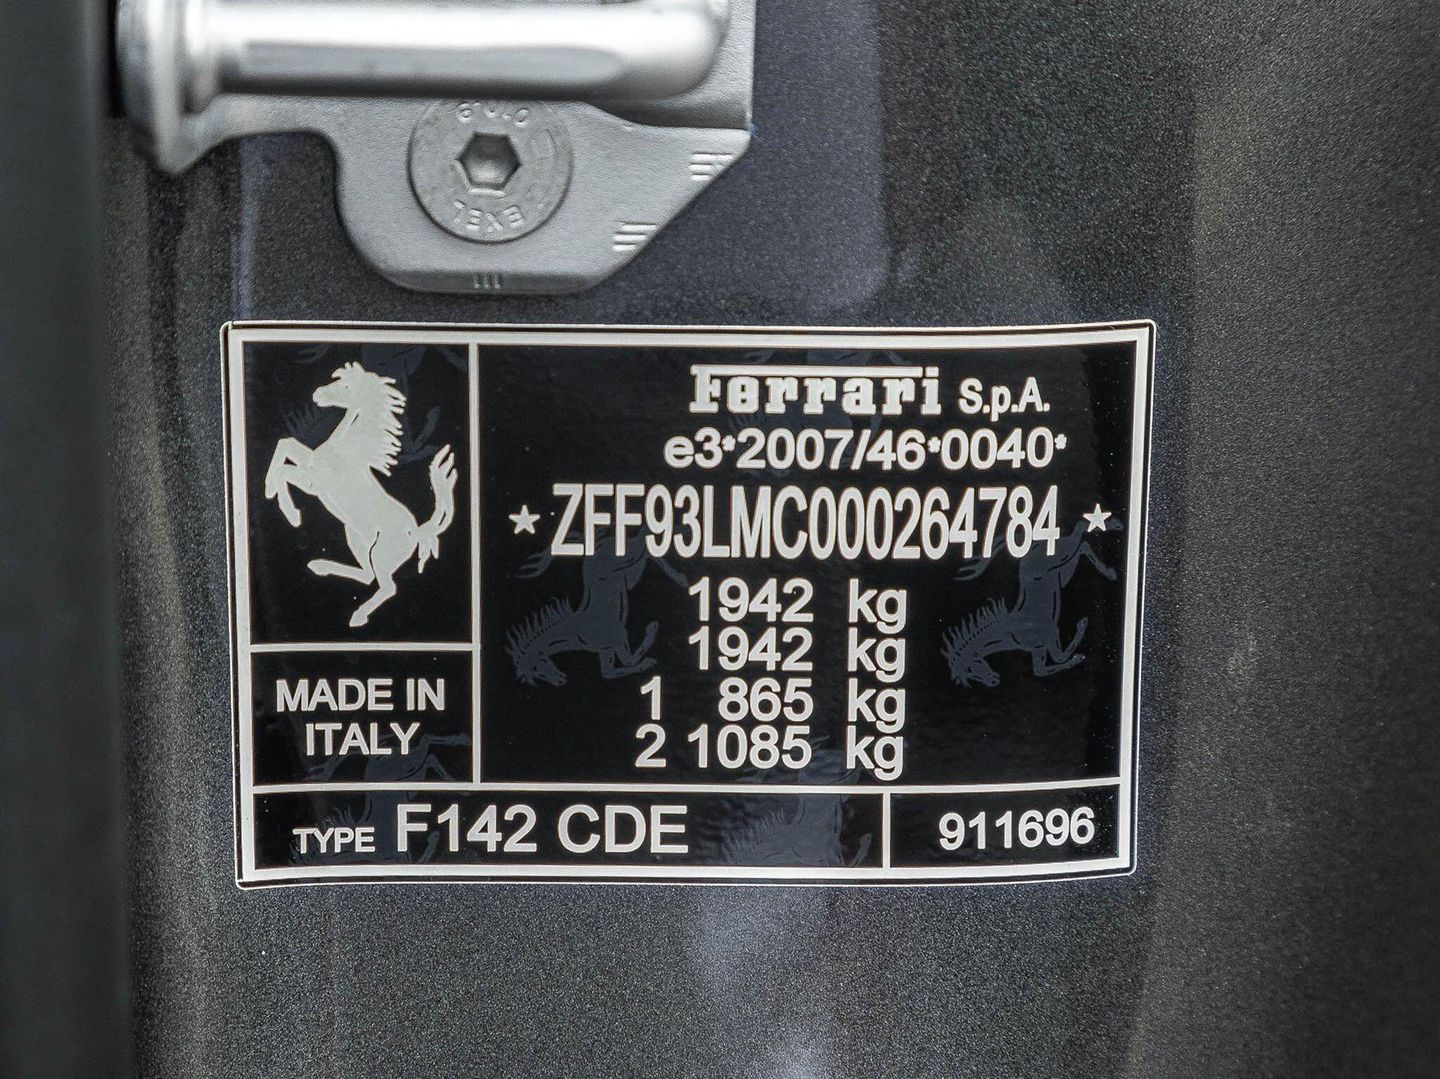 Ferrari S.p.A.
e3*2007/46*0040*
ZFF93LMC000264784
1942 kg
1942 kg
1 865 kg
2 1085 kg
MADE IN
ITALY
TYPE F142 CDE
911696